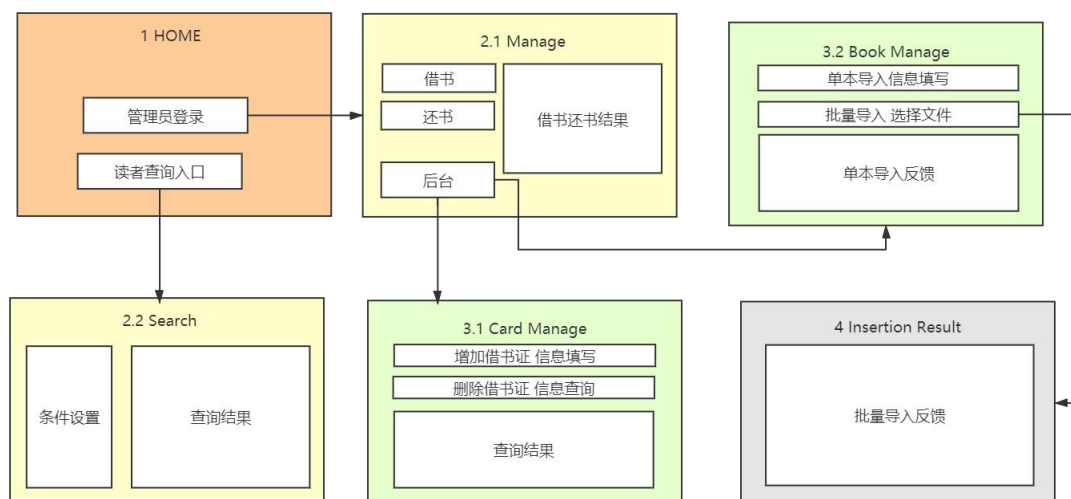 1 HOME
管理员登录
读者查询入口
2.1 Manage
借书
还书
后台
借书还书结果
3.2 Book Manage
单本导入信息填写
批量导入 选择文件
单本导入反馈
2.2 Search
条件设置
查询结果
3.1 Card Manage
增加借书证 信息填写
删除借书证 信息查询
查询结果
4 Insertion Result
批量导入反馈